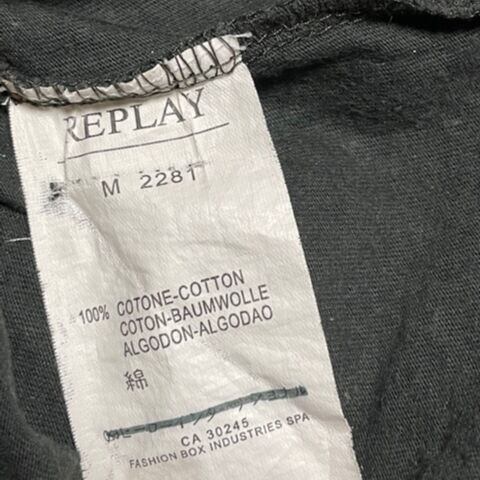 REPLAY
M 2281
100% COTONE-COTTON
COTON-BAUMWOLLE
ALGODON-ALGODAO
綿
CA 30245
FASHION BOX INDUSTRIES SPA